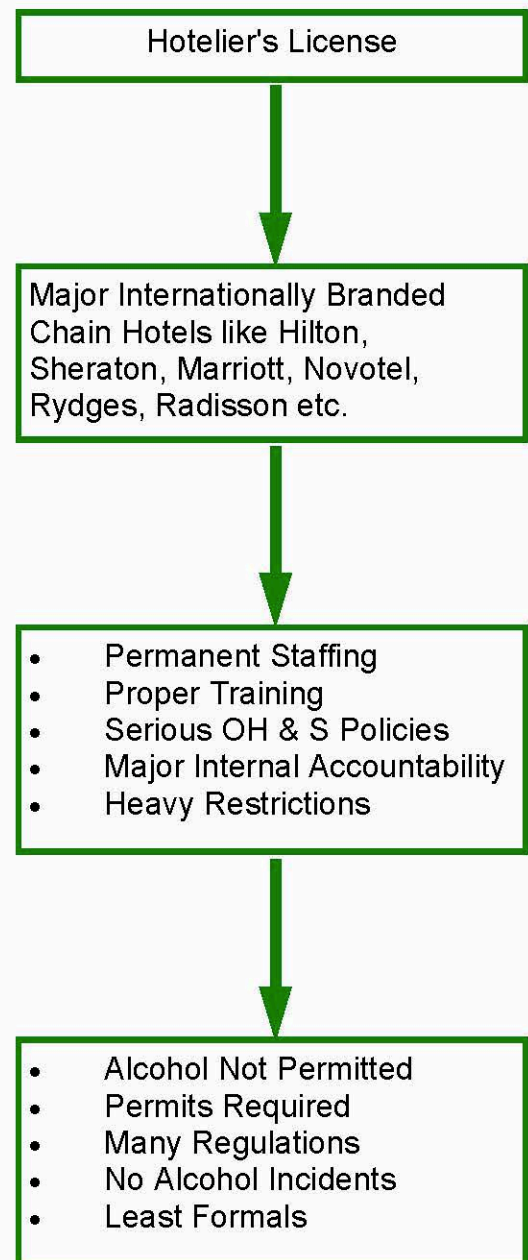 Hotelier's License
Major Internationally Branded
Chain Hotels like Hilton,
Sheraton, Marriott, Novotel,
Rydges, Radisson etc.
• Permanent Staffing
• Proper Training
• Serious OH & S Policies
• Major Internal Accountability
• Heavy Restrictions
• Alcohol Not Permitted
• Permits Required
• Many Regulations
• No Alcohol Incidents
• Least Formals